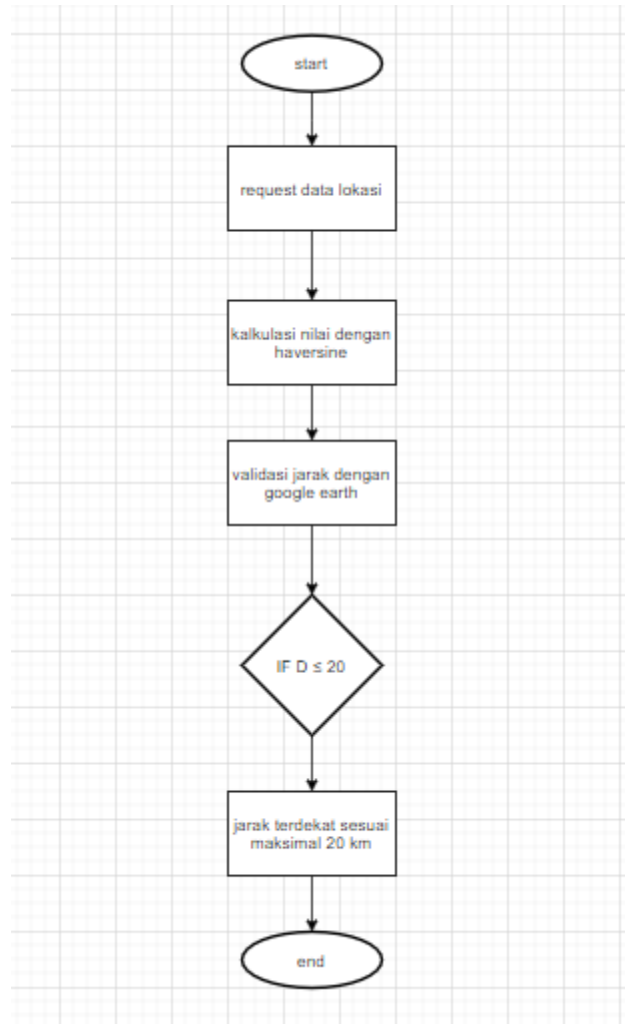 start
request data lokasi
kalkulasi nilai dengan
haversine
validasi jarak dengan
google earth
IF D ≤ 20
jarak terdekat sesuai
maksimal 20 km
end